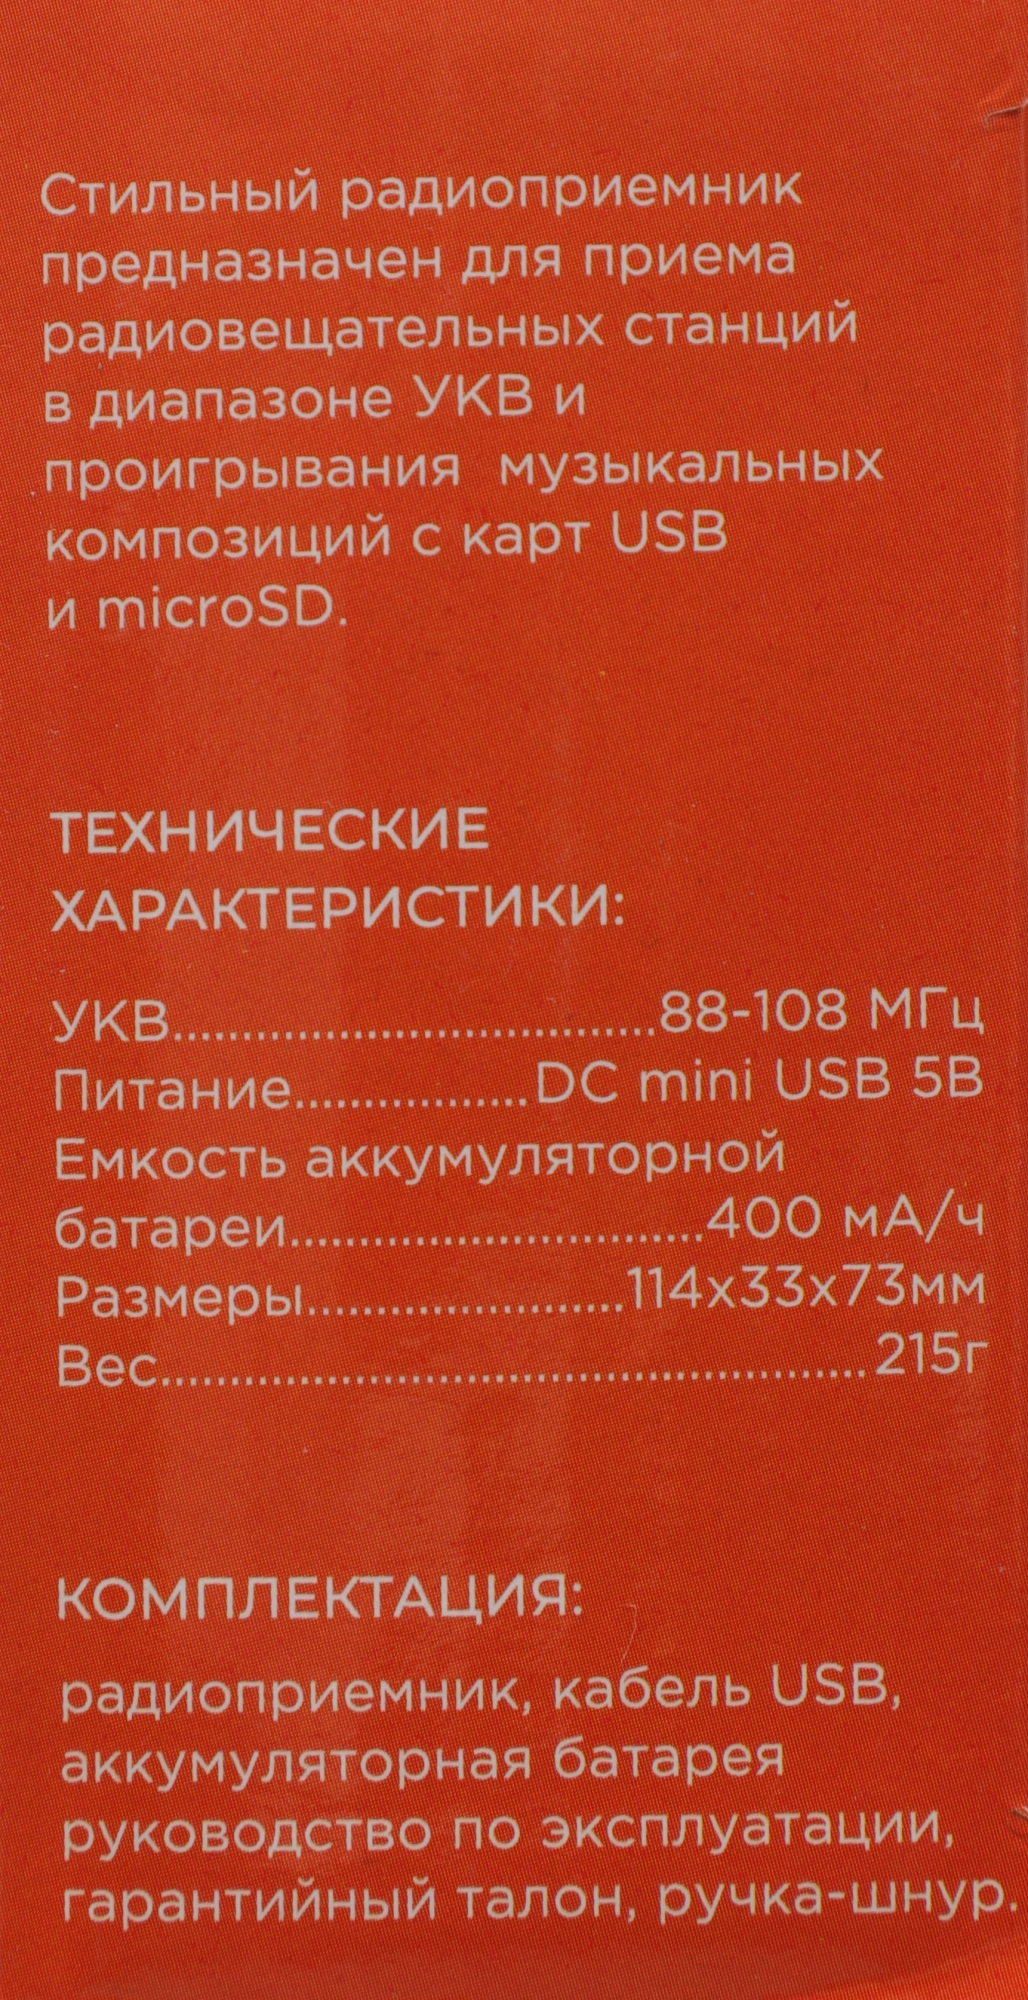 Стильный радиоприемник
предназначен для приема
радиовещательных станций
в диапазоне УКВ и
проигрывания музыкальных
композиций с карт USB
и microSD.
ТЕХНИЧЕСКИЕ
ХАРАКТЕРИСТИКИ:
УКВ..................................88-108 МГц
Питание.................DC mini USB 5В
Емкость аккумуляторной
батареи..............................400 мА/ч
Размеры.......................114х33х73мм
Вес..................................................215г
КОМПЛЕКТАЦИЯ:
радиоприемник, кабель USB,
аккумуляторная батарея
руководство по эксплуатации,
гарантийный талон, ручка-шнур.